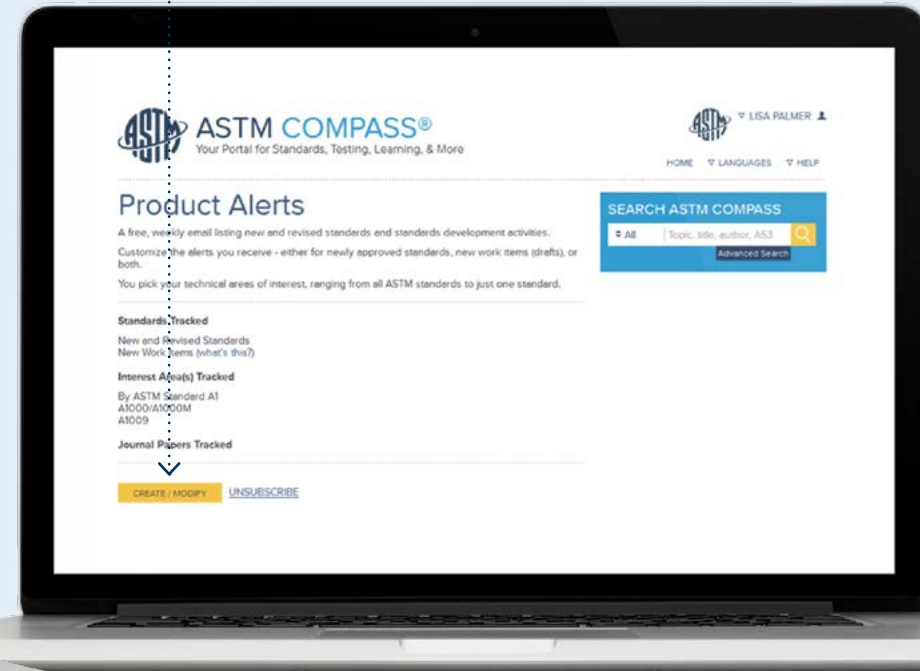 ASTM
ASTM COMPASS®
Your Portal for Standards, Testing, Learning, & More
ASTM
▽ LISA PALMER
HOME ▽ LANGUAGES ▽ HELP
Product Alerts
A free, weekly email listing new and revised standards and standards development activities.
Customize the alerts you receive - either for newly approved standards, new work items (drafts), or
both.
You pick your technical areas of interest, ranging from all ASTM standards to just one standard.
SEARCH ASTM COMPASS
All
Topic, title, author, A53
Advanced Search
Standards Tracked
New and Revised Standards
New Work Items (what's this?)
Interest Area(s) Tracked
By ASTM Standard A1
A1000/A1000M
A1009
Journal Papers Tracked
CREATE / MODIFY UNSUBSCRIBE